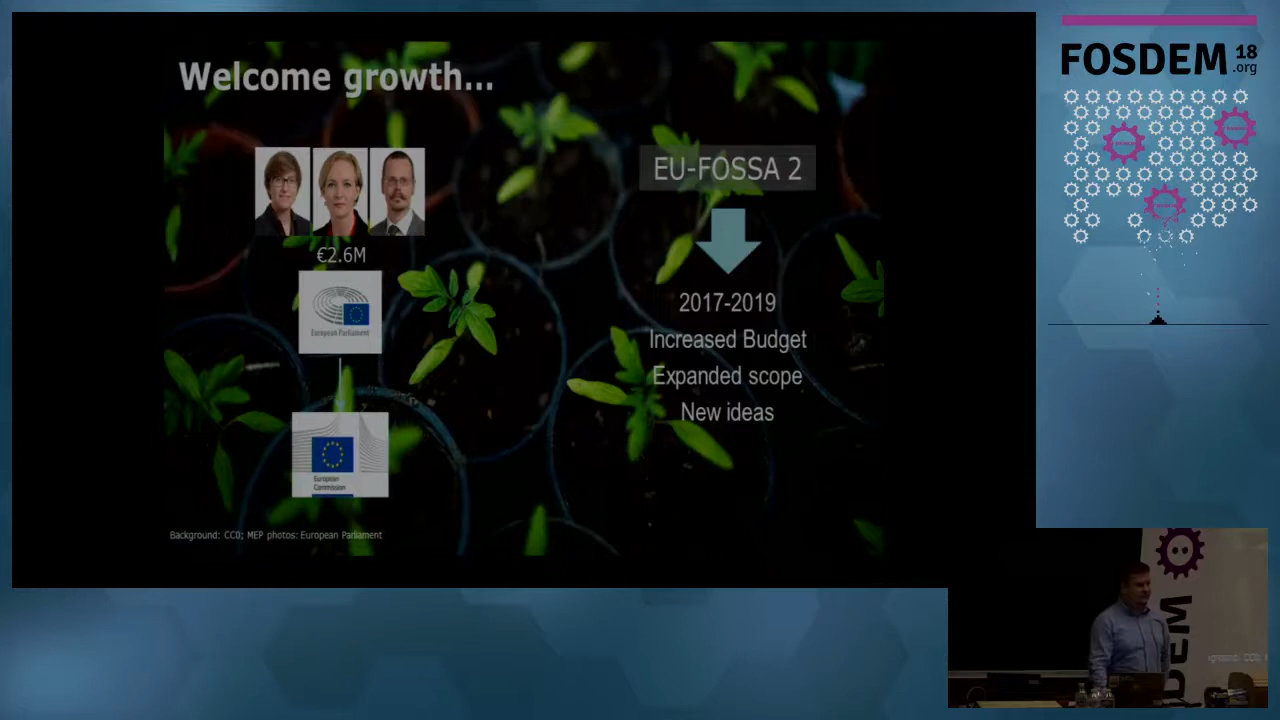 Welcome growth...
€2.6M
European Parliament
European
Commission
Background: CC0; MEP photos: European Parliament
EU-FOSSA 2
2017-2019
Increased Budget
Expanded scope
New ideas
FOSDEM 18
.org
DEM